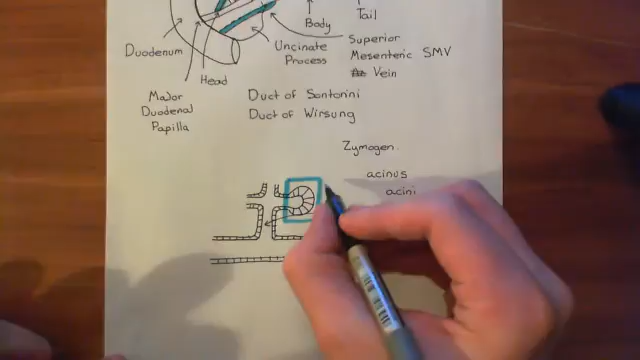 Tail
Body
Duodenum
Uncinate
Process
Superior
Mesenteric SMV
Vein
Head
Major
Duodenal
Papilla
Duct of Santorini
Duct of Wirsung
Zymogen
acinus
acini